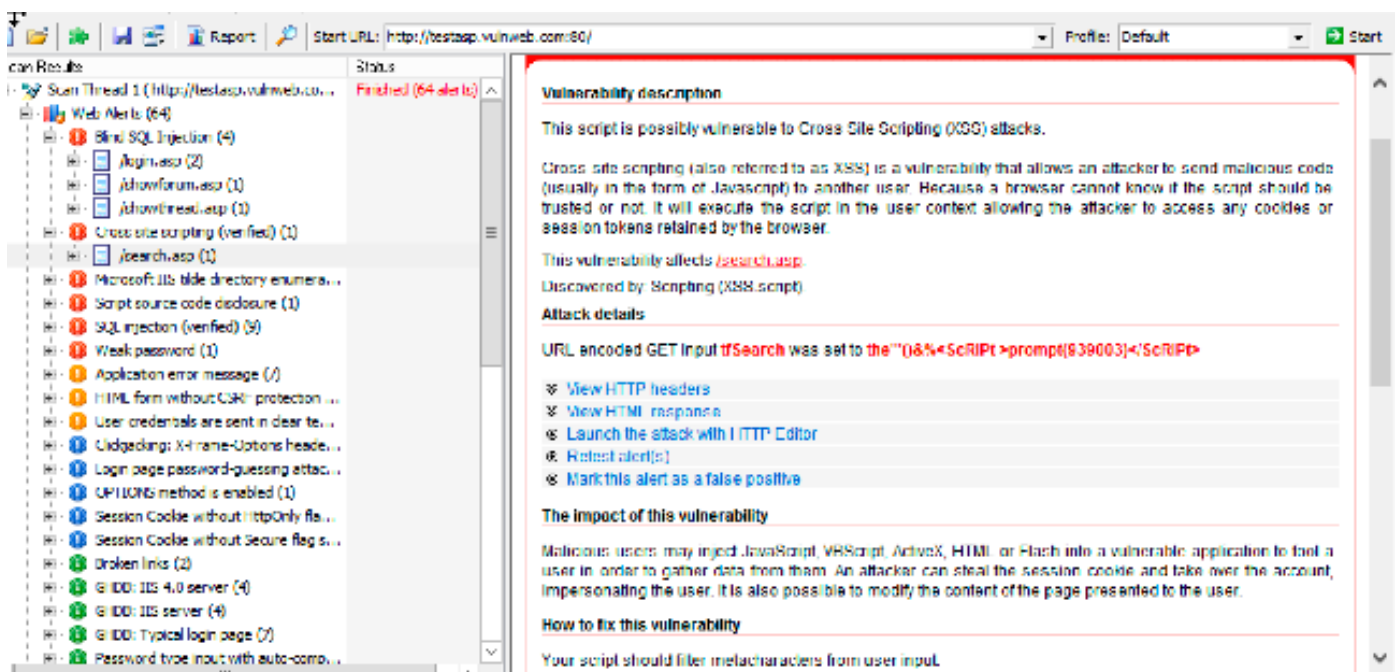 Report
Start URL: http://testasp.vulnweb.com:80/
Profile: Default
Start
can Results Status
Scan Thread 1 ( http://testasp.vulnweb.co... Finished (64 alerts)
Web Alerts (64)
Blind SQL Injection (4)
/login.asp (2)
/showforum.asp (1)
/showthread.asp (1)
Cross site scripting (verified) (1)
/search.asp (1)
Microsoft IIS tilde directory enumera...
Script source code disclosure (1)
SQL injection (verified) (9)
Weak password (1)
Application error message (7)
HTML form without CSRF protection ...
User credentials are sent in clear te...
Clickjacking: X-Frame-Options heade...
Login page password-guessing attac...
OPTIONS method is enabled (1)
Session Cookie without HttpOnly fla...
Session Cookie without Secure flag s...
Broken links (2)
GHDB: IIS 4.0 server (4)
GHDB: IIS server (4)
GHDB: Typical login page (7)
Password type input with auto-comp...
Vulnerability description
This script is possibly vulnerable to Cross Site Scripting (XSS) attacks.
Cross site scripting (also referred to as XSS) is a vulnerability that allows an attacker to send malicious code
(usually in the form of Javascript) to another user. Because a browser cannot know if the script should be
trusted or not, it will execute the script in the user context allowing the attacker to access any cookies or
session tokens retained by the browser.
This vulnerability affects /search.asp.
Discovered by: Scripting (XSS.script)
Attack details
URL encoded GET input tfSearch was set to the'"()&%<ScRiPt >prompt(939003)</ScRiPt>
View HTTP headers
View HTML response
Launch the attack with HTTP Editor
Retest alert(s)
Mark this alert as a false positive
The impact of this vulnerability
Malicious users may inject JavaScript, VBScript, ActiveX, HTML or Flash into a vulnerable application to fool a
user in order to gather data from them. An attacker can steal the session cookie and take over the account,
impersonating the user. It is also possible to modify the content of the page presented to the user.
How to fix this vulnerability
Your script should filter metacharacters from user input.